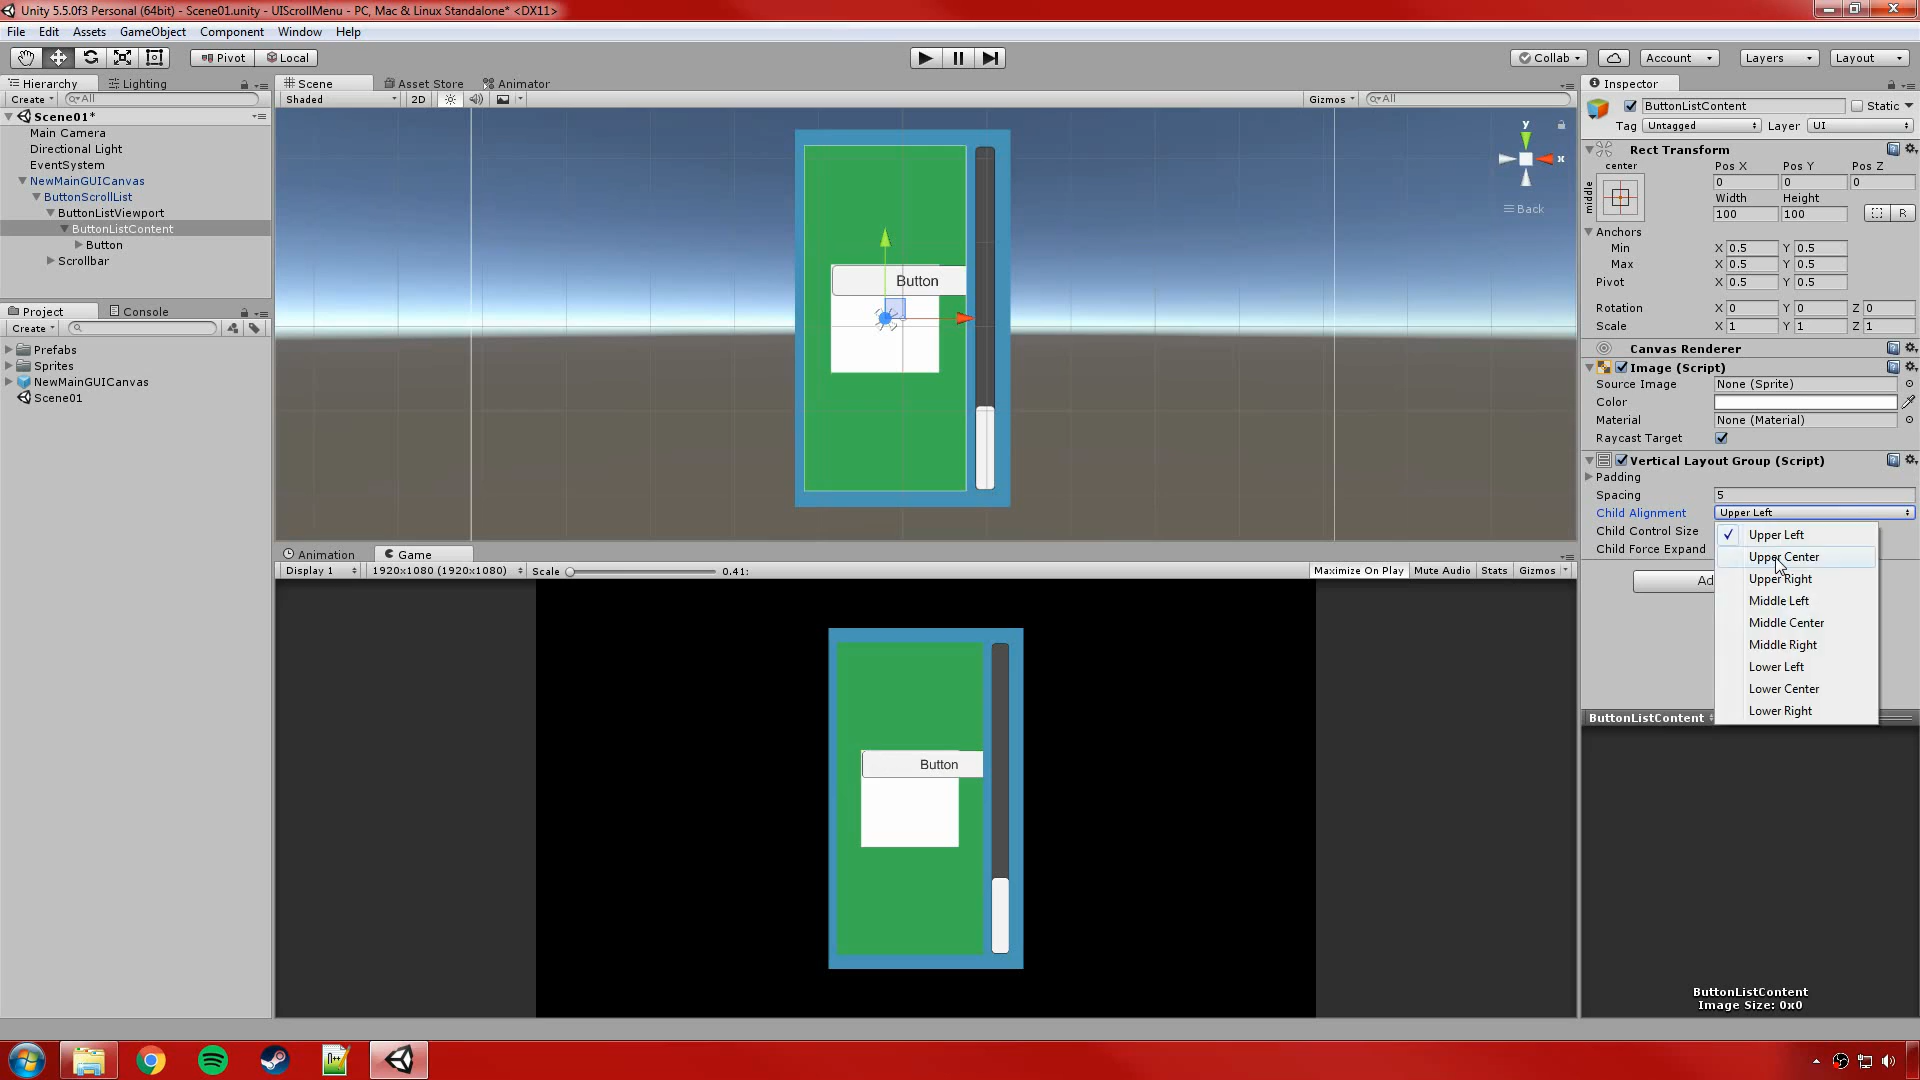 Unity 5.5.0f3 Personal (64bit) - Scene01.unity - UIScrollMenu - PC, Mac & Linux Standalone* <DX11>
File Edit Assets GameObject Component Window Help
Pivot Local Collab Account Layers Layout
Hierarchy Lighting
Create All
Scene01*
Main Camera
Directional Light
EventSystem
NewMainGUICanvas
ButtonScrollList
ButtonListViewport
ButtonListContent
Button
Scrollbar
Project Console
Create
Prefabs
Sprites
NewMainGUICanvas
Scene01
Scene Asset Store Animator
Shaded 2D Gizmos All
y
x
Back
Button
Animation Game
Display 1 1920x1080 (1920x1080) Scale 0.41: Maximize On Play Mute Audio Stats Gizmos
Button
Inspector
ButtonListContent Static
Tag Untagged Layer UI
Rect Transform
center Pos X Pos Y Pos Z
middle 0 0 0
Width Height
100 100 R
Anchors
Min X 0.5 Y 0.5
Max X 0.5 Y 0.5
Pivot X 0.5 Y 0.5
Rotation X 0 Y 0 Z 0
Scale X 1 Y 1 Z 1
Canvas Renderer
Image (Script)
Source Image None (Sprite)
Color
Material None (Material)
Raycast Target
Vertical Layout Group (Script)
Padding
Spacing 5
Child Alignment Upper Left
Child Control Size
Child Force Expand
Ad
Upper Left
Upper Center
Upper Right
Middle Left
Middle Center
Middle Right
Lower Left
Lower Center
Lower Right
ButtonListContent
ButtonListContent
Image Size: 0x0